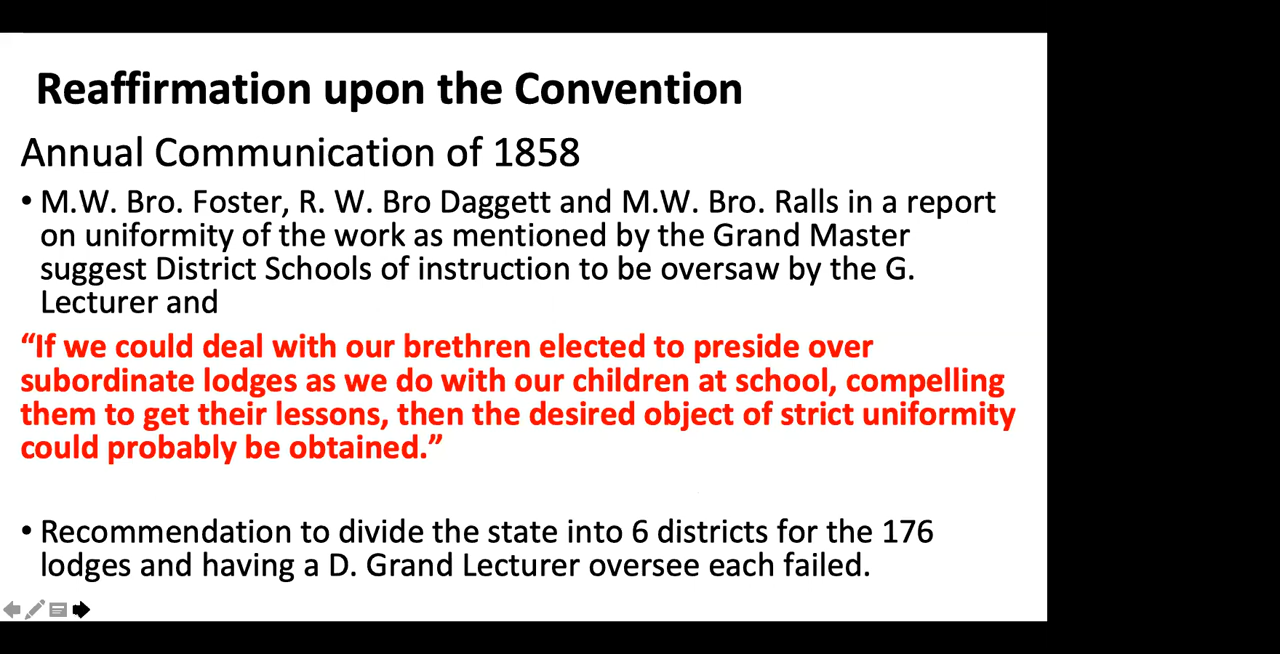 Reaffirmation upon the Convention
Annual Communication of 1858
• M.W. Bro. Foster, R. W. Bro Daggett and M.W. Bro. Ralls in a report
on uniformity of the work as mentioned by the Grand Master
suggest District Schools of instruction to be oversaw by the G.
Lecturer and
“If we could deal with our brethren elected to preside over
subordinate lodges as we do with our children at school, compelling
them to get their lessons, then the desired object of strict uniformity
could probably be obtained.”
• Recommendation to divide the state into 6 districts for the 176
lodges and having a D. Grand Lecturer oversee each failed.